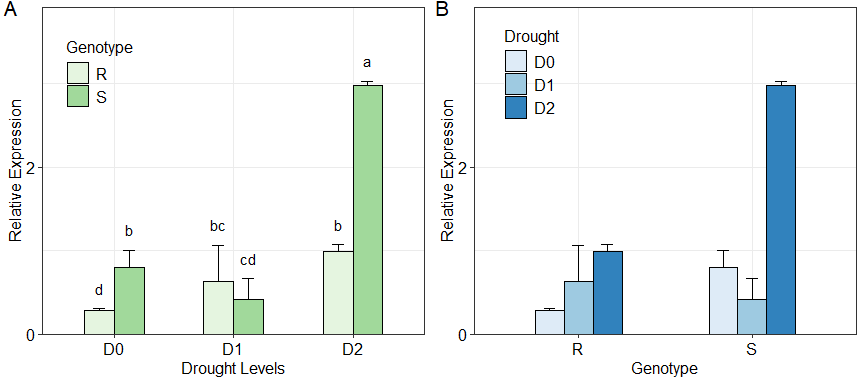 A
Genotype
R
S
Relative Expression
2
0
d
b
bc
cd
b
a
D0
D1
D2
Drought Levels
B
Drought
D0
D1
D2
Relative Expression
2
0
R
S
Genotype